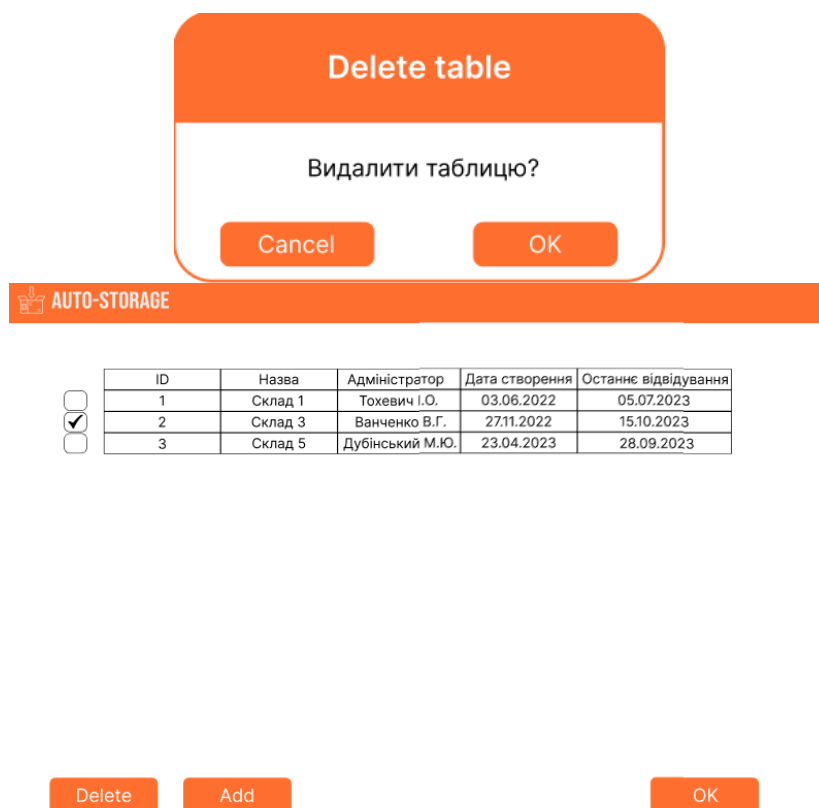 Delete table
Видалити таблицю?
Cancel OK
AUTO-STORAGE
ID Назва Адміністратор Дата створення Останнє відвідування
1 Склад 1 Тохевич І.О. 03.06.2022 05.07.2023
2 Склад 3 Ванченко В.Г. 27.11.2022 15.10.2023
3 Склад 5 Дубінський М.Ю. 23.04.2023 28.09.2023
Delete Add OK